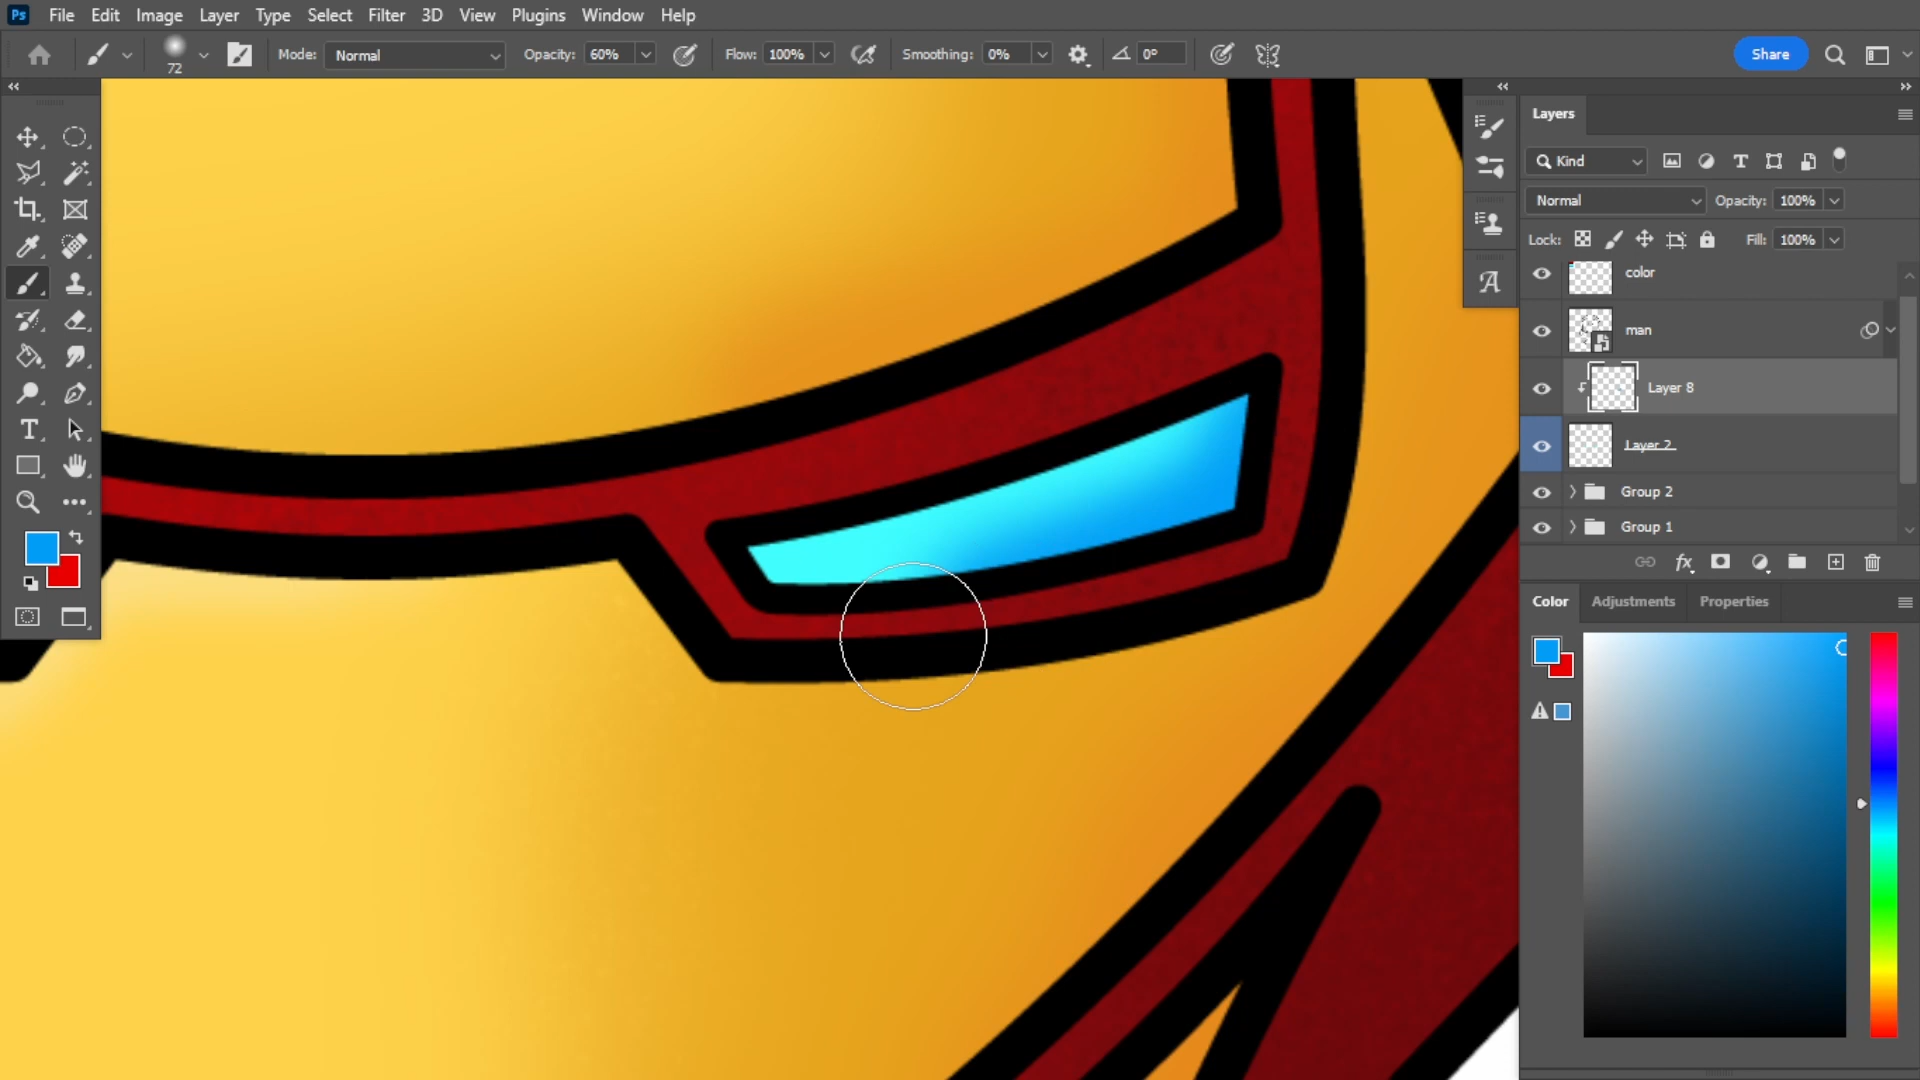 Ps File Edit Image Layer Type Select Filter 3D View Plugins Window Help
72 Mode: Normal Opacity: 60% Flow: 100% Smoothing: 0% 0° Share
Layers
Kind
Normal Opacity: 100%
Lock: Fill: 100%
color
man
Layer 8
Layer 2
Group 2
Group 1
fx
Color Adjustments Properties